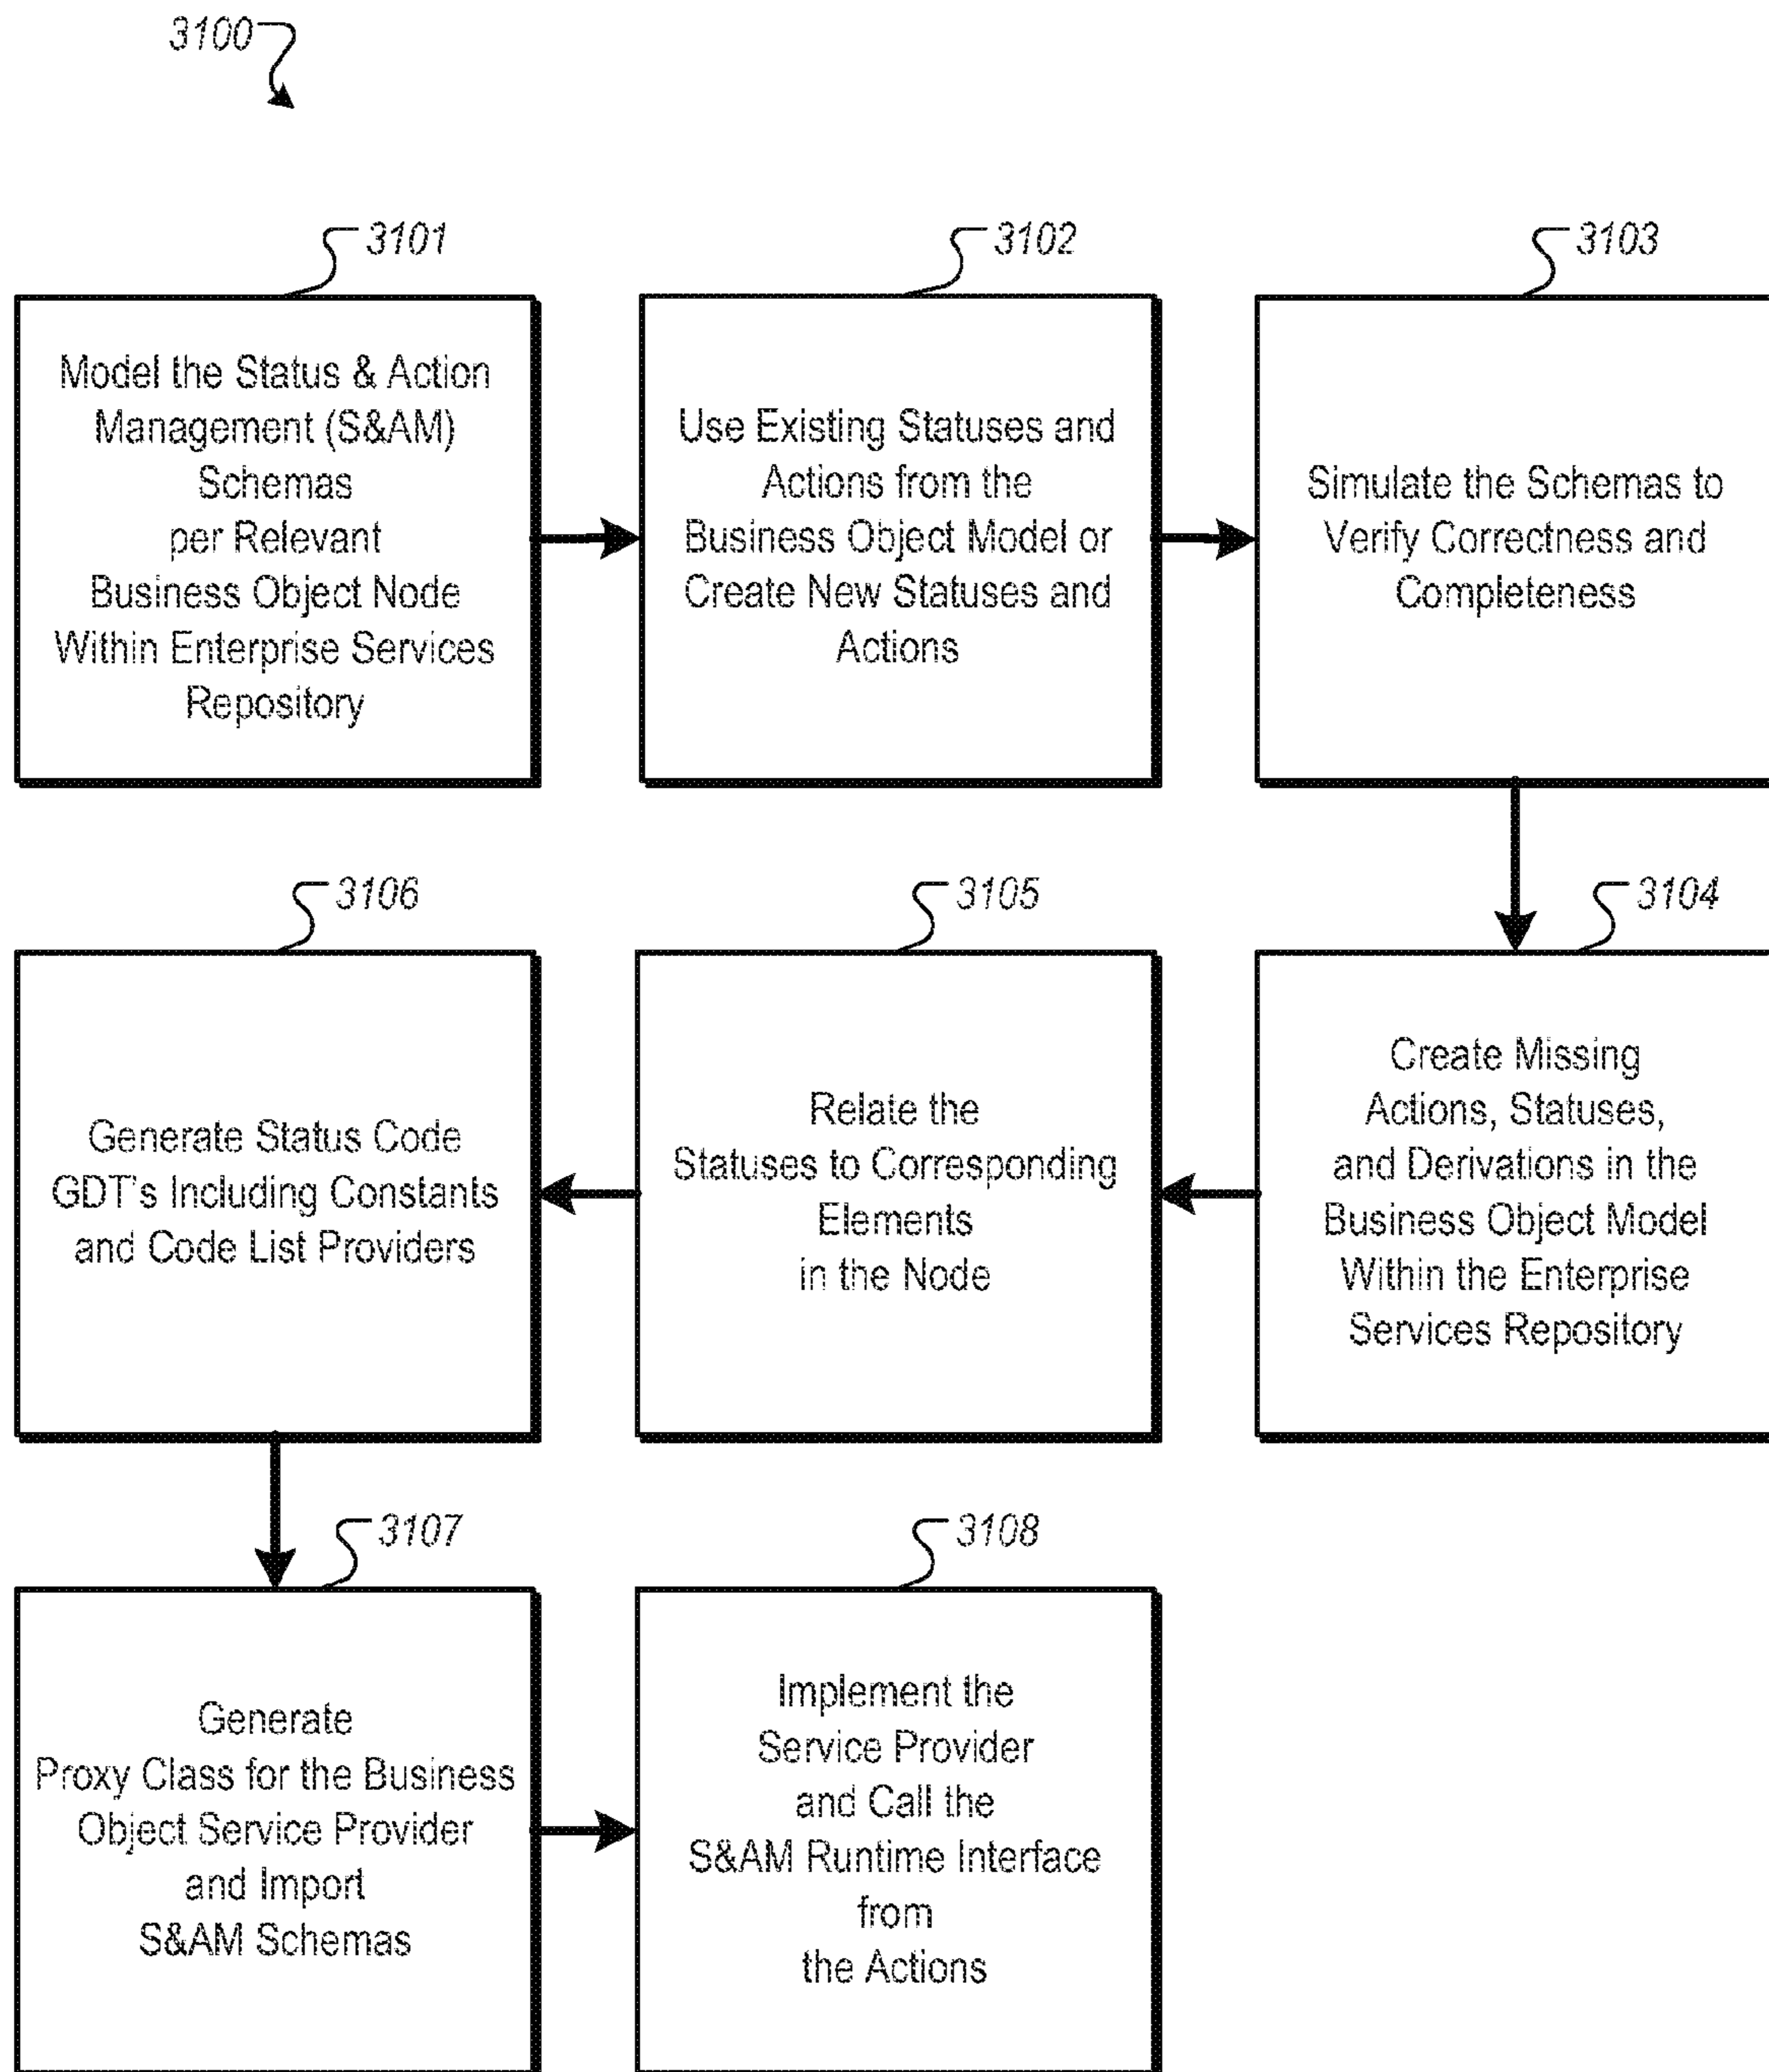 3100
3101
Model the Status & Action
Management (S&AM)
Schemas
per Relevant
Business Object Node
Within Enterprise Services
Repository
3102
Use Existing Statuses and
Actions from the
Business Object Model or
Create New Statuses and
Actions
3103
Simulate the Schemas to
Verify Correctness and
Completeness
3104
Create Missing
Actions, Statuses,
and Derivations in the
Business Object Model
Within the Enterprise
Services Repository
3105
Relate the
Statuses to Corresponding
Elements
in the Node
3106
Generate Status Code
GDT's Including Constants
and Code List Providers
3107
Generate
Proxy Class for the Business
Object Service Provider
and Import
S&AM Schemas
3108
Implement the
Service Provider
and Call the
S&AM Runtime Interface
from
the Actions